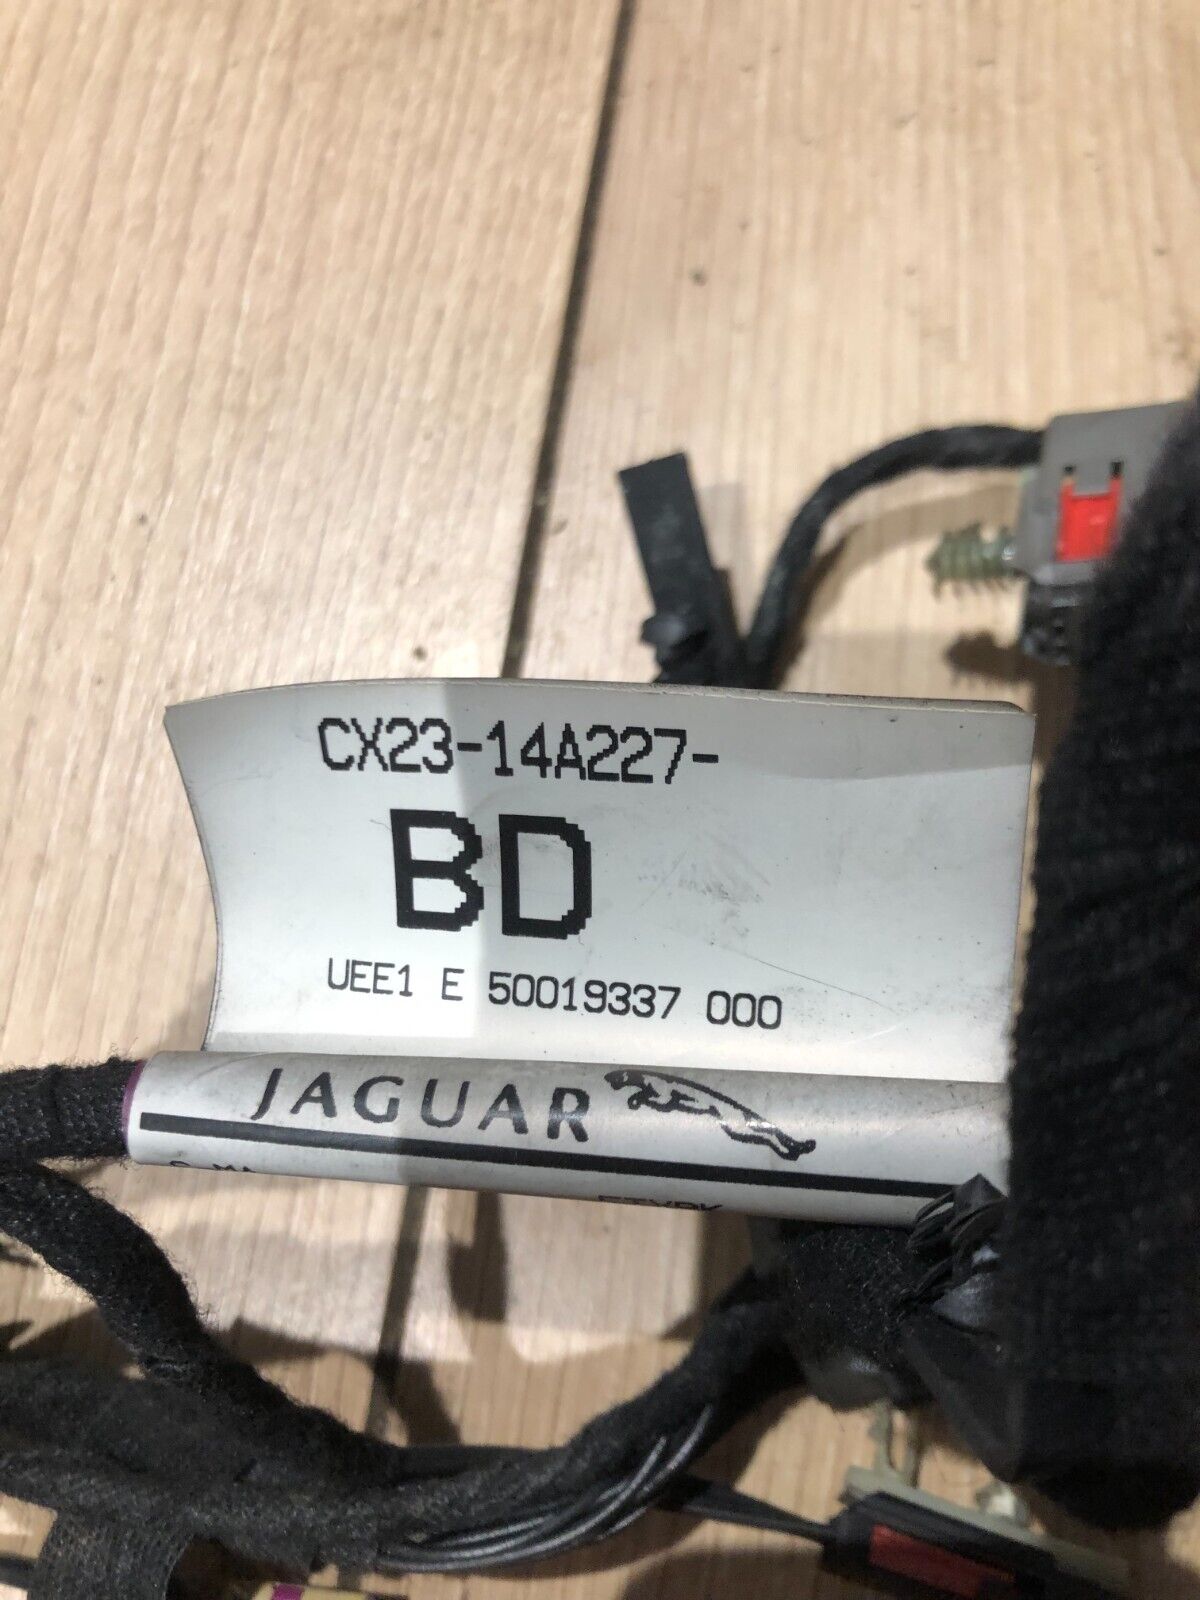 CX23-14A227-
BD
UEE1 E 50019337 000
JAGUAR